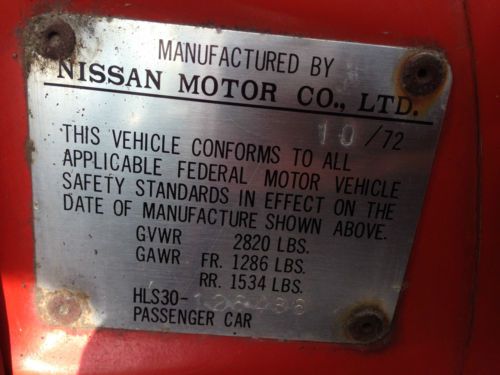 MANUFACTURED BY
NISSAN MOTOR CO., LTD.
10/72
THIS VEHICLE CONFORMS TO ALL
APPLICABLE FEDERAL MOTOR VEHICLE
SAFETY STANDARDS IN EFFECT ON THE
DATE OF MANUFACTURE SHOWN ABOVE.
GVWR 2820 LBS.
GAWR FR. 1286 LBS.
RR. 1534 LBS.
HLS30-
PASSENGER CAR